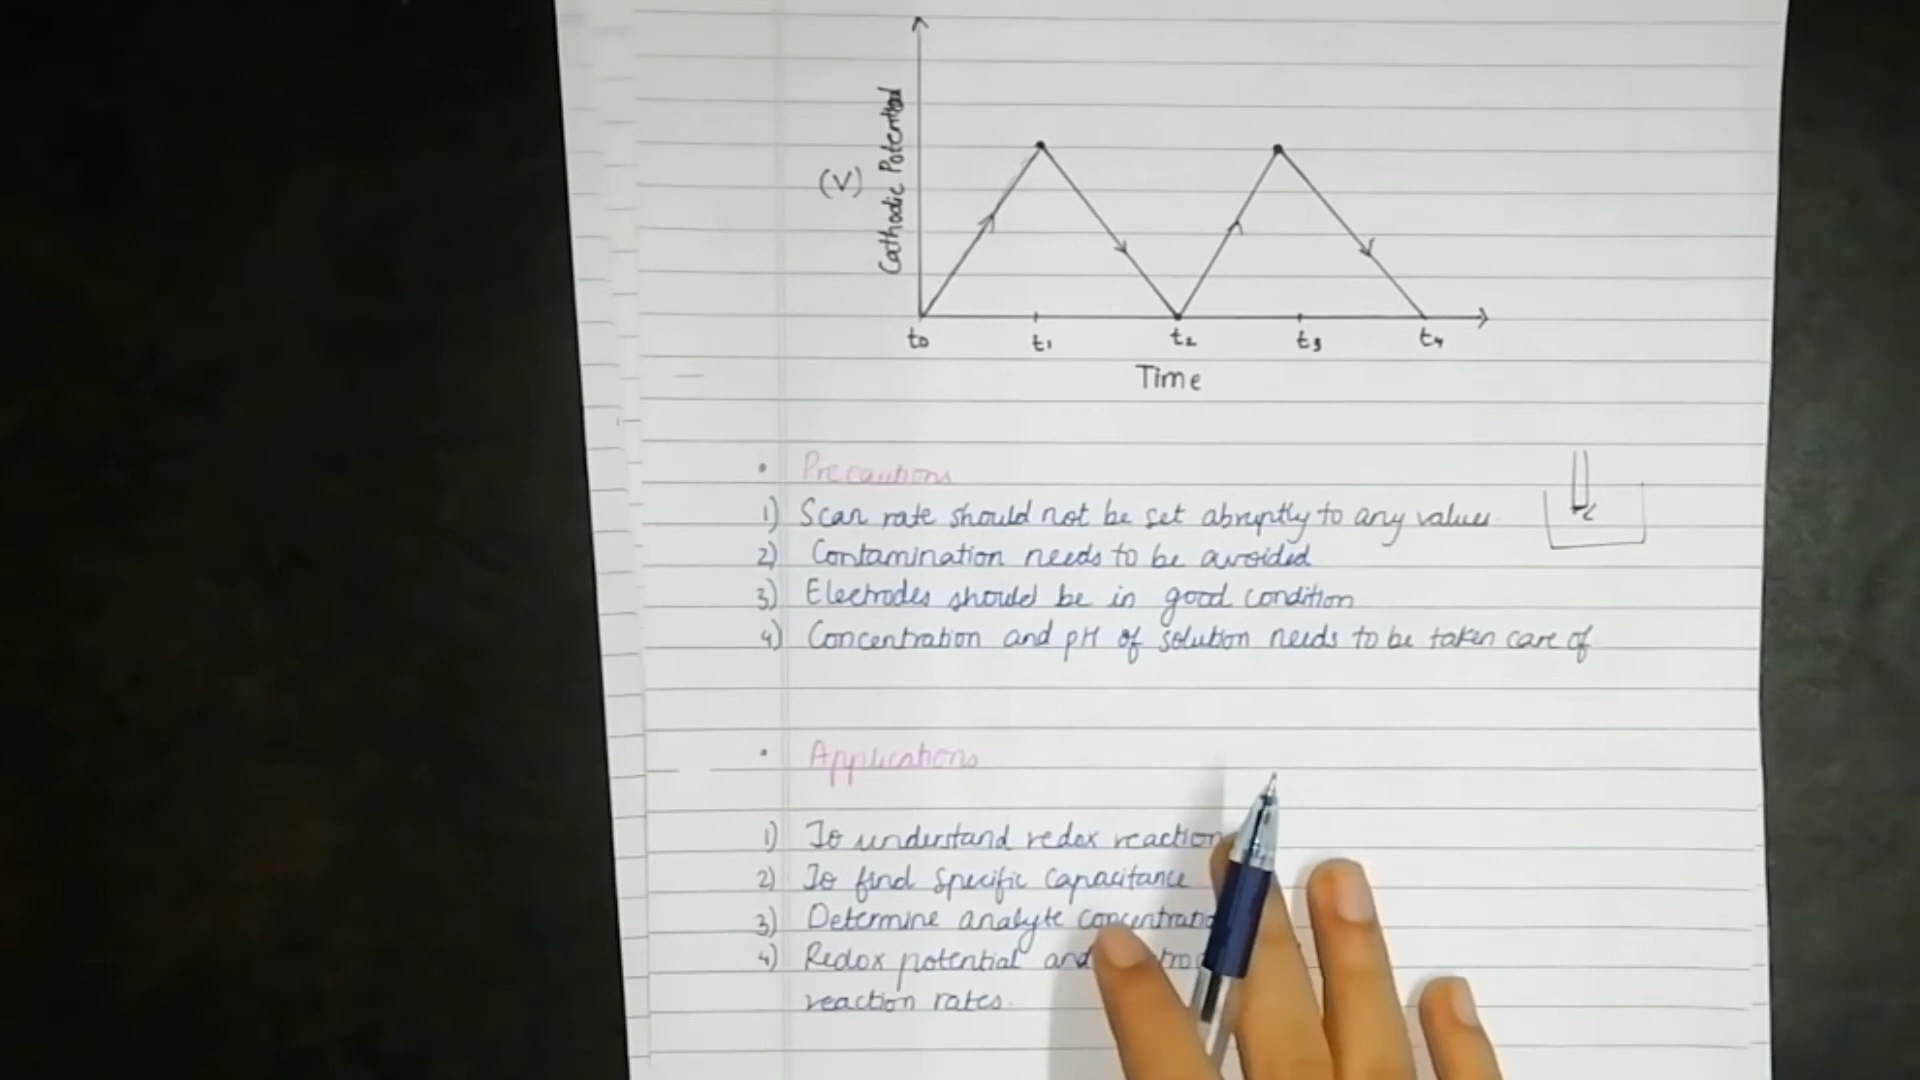 (V)
Cathodic Potential
t0 t1 t2 t3 t4
Time
• Precautions
1) Scan rate should not be set abruptly to any values
2) Contamination needs to be avoided
3) Electrodes should be in good condition
4) Concentration and pH of solution needs to be taken care of
• Applications
1) To understand redox reaction
2) To find specific capacitance
3) Determine analyte
4) Redox potential and
reaction rates.